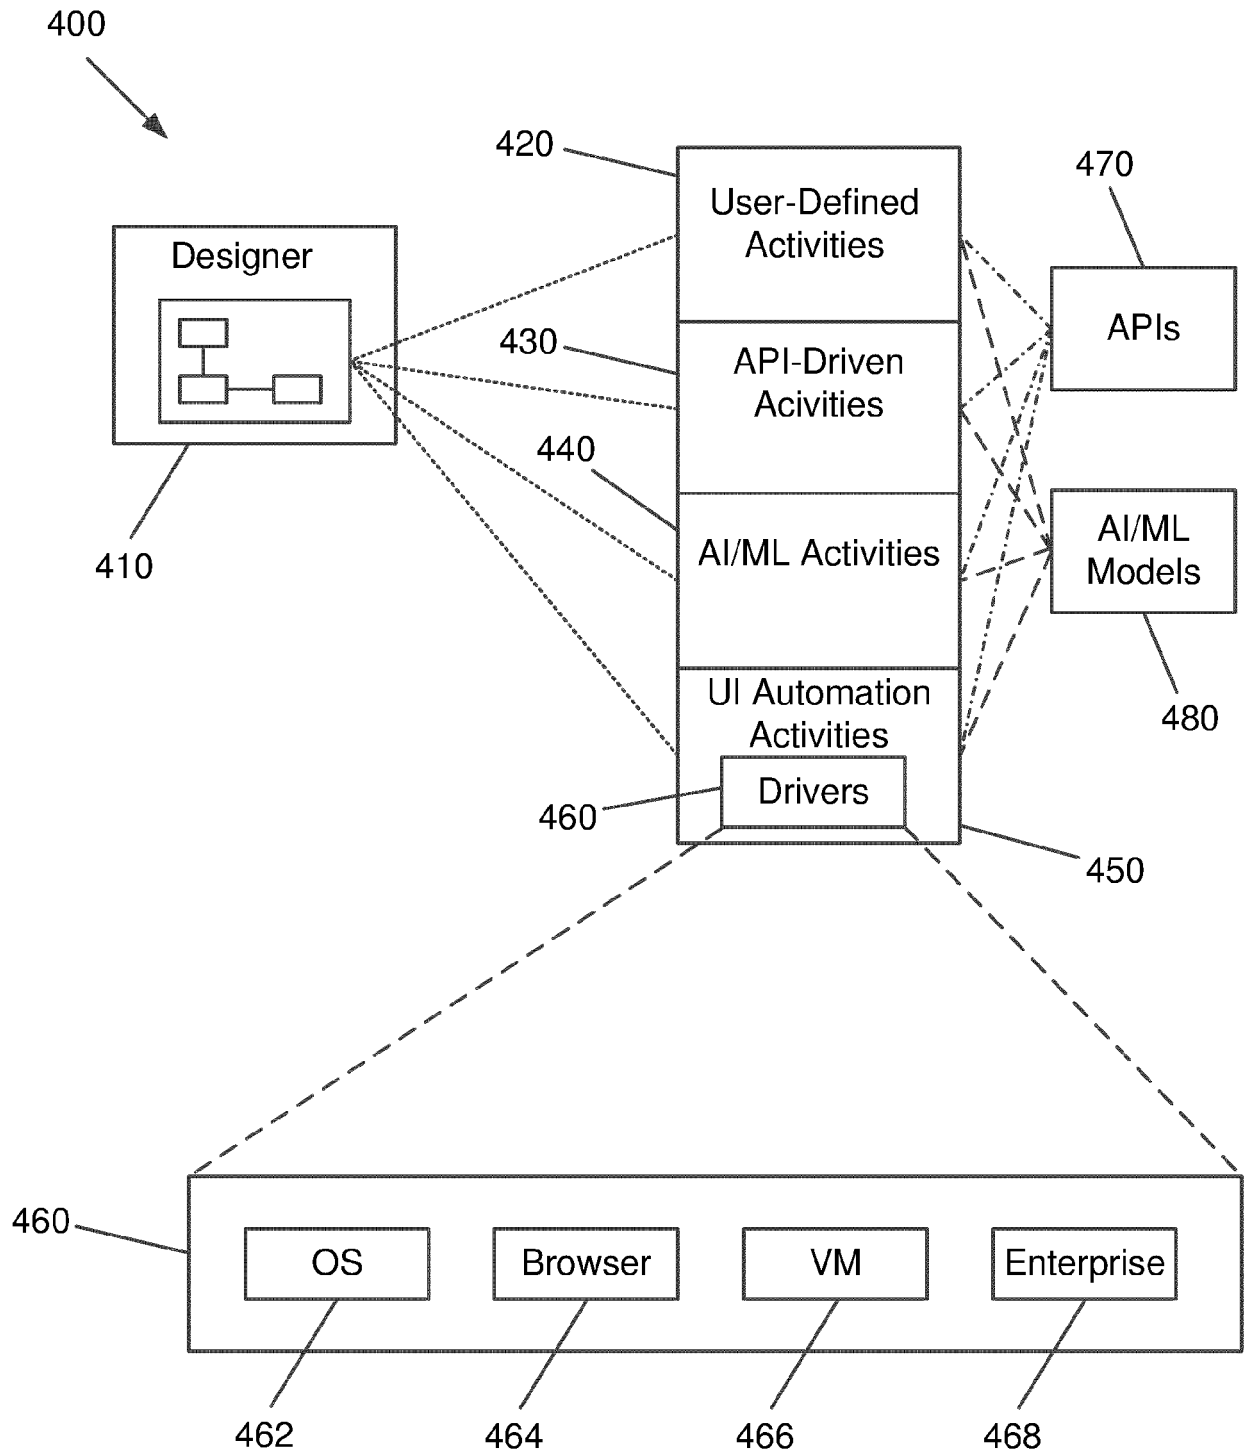 400
420
470
User-Defined
Activities
Designer
APIs
430
API-Driven
Acivities
440
AI/ML
Models
AI/ML Activities
410
UI Automation
Activities
480
460
Drivers
450
460
OS
Browser
VM
Enterprise
462
464
466
468